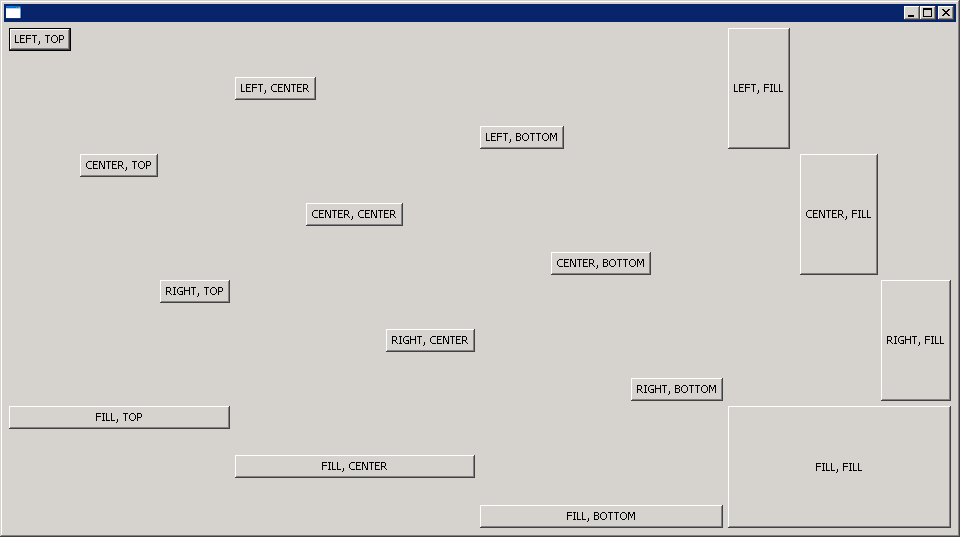 LEFT, TOP
LEFT, CENTER
LEFT, BOTTOM
LEFT, FILL
CENTER, TOP
CENTER, CENTER
CENTER, BOTTOM
CENTER, FILL
RIGHT, TOP
RIGHT, CENTER
RIGHT, BOTTOM
RIGHT, FILL
FILL, TOP
FILL, CENTER
FILL, BOTTOM
FILL, FILL